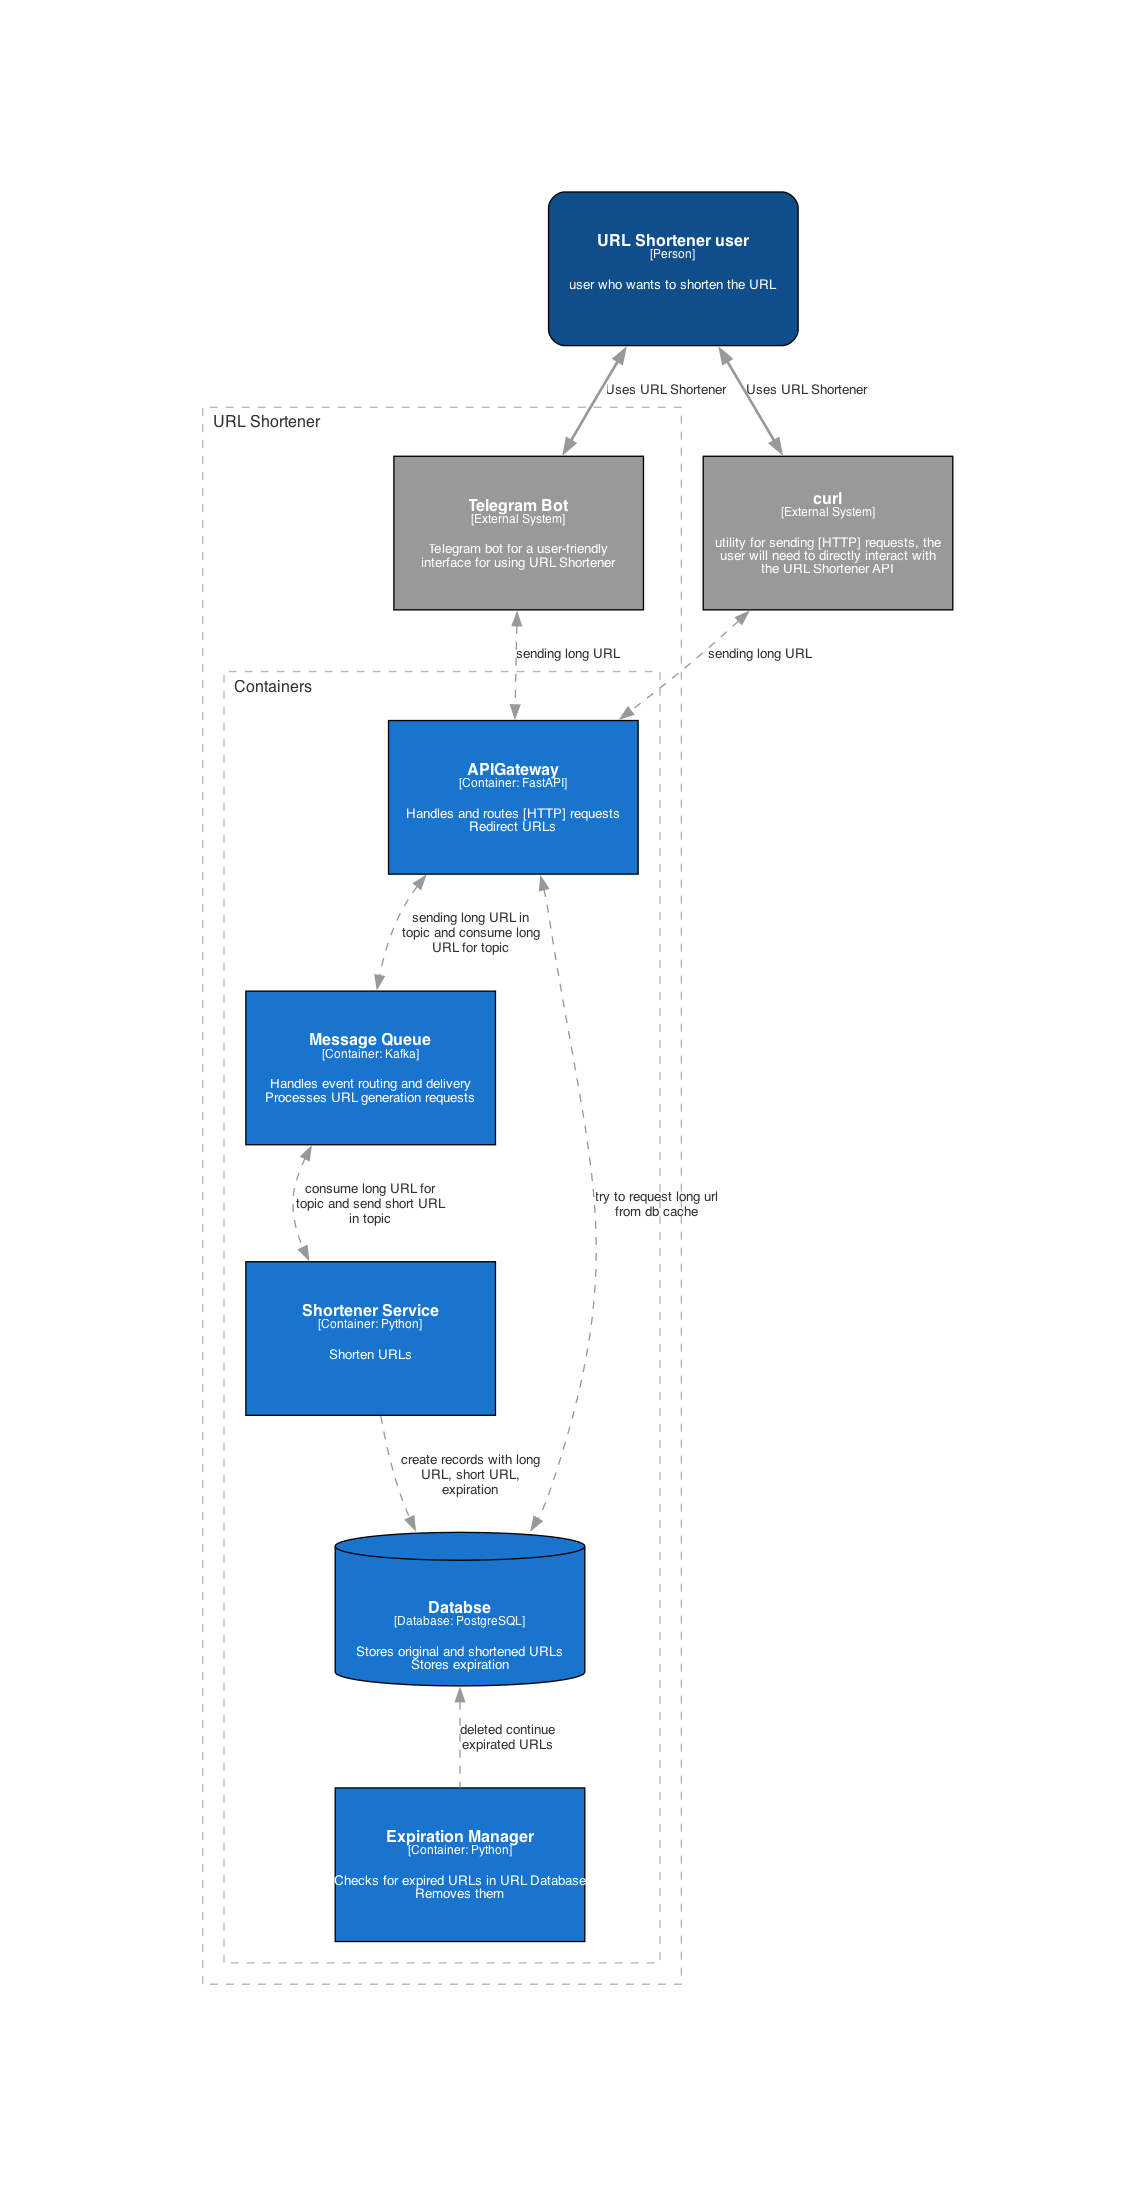 URL Shortener user
[Person]
user who wants to shorten the URL
Uses URL Shortener
Uses URL Shortener
URL Shortener
Telegram Bot
[External System]
Telegram bot for a user-friendly
interface for using URL Shortener
curl
[External System]
utility for sending [HTTP] requests, the
user will need to directly interact with
the URL Shortener API
sending long URL
sending long URL
Containers
APIGateway
[Container: FastAPI]
Handles and routes [HTTP] requests
Redirect URLs
sending long URL in
topic and consume long
URL for topic
Message Queue
[Container: Kafka]
Handles event routing and delivery
Processes URL generation requests
consume long URL for
topic and send short URL
in topic
try to request long url
from db cache
Shortener Service
[Container: Python]
Shorten URLs
create records with long
URL, short URL,
expiration
Databse
[Database: PostgreSQL]
Stores original and shortened URLs
Stores expiration
deleted continue
expirated URLs
Expiration Manager
[Container: Python]
Checks for expired URLs in URL Database
Removes them